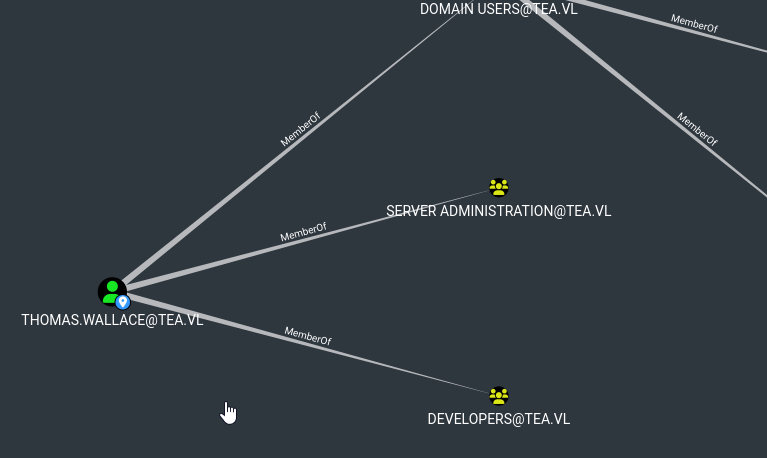 DOMAIN USERS@TEA.VL
MemberOf
MemberOf
MemberOf
SERVER ADMINISTRATION@TEA.VL
MemberOf
THOMAS.WALLACE@TEA.VL
MemberOf
DEVELOPERS@TEA.VL